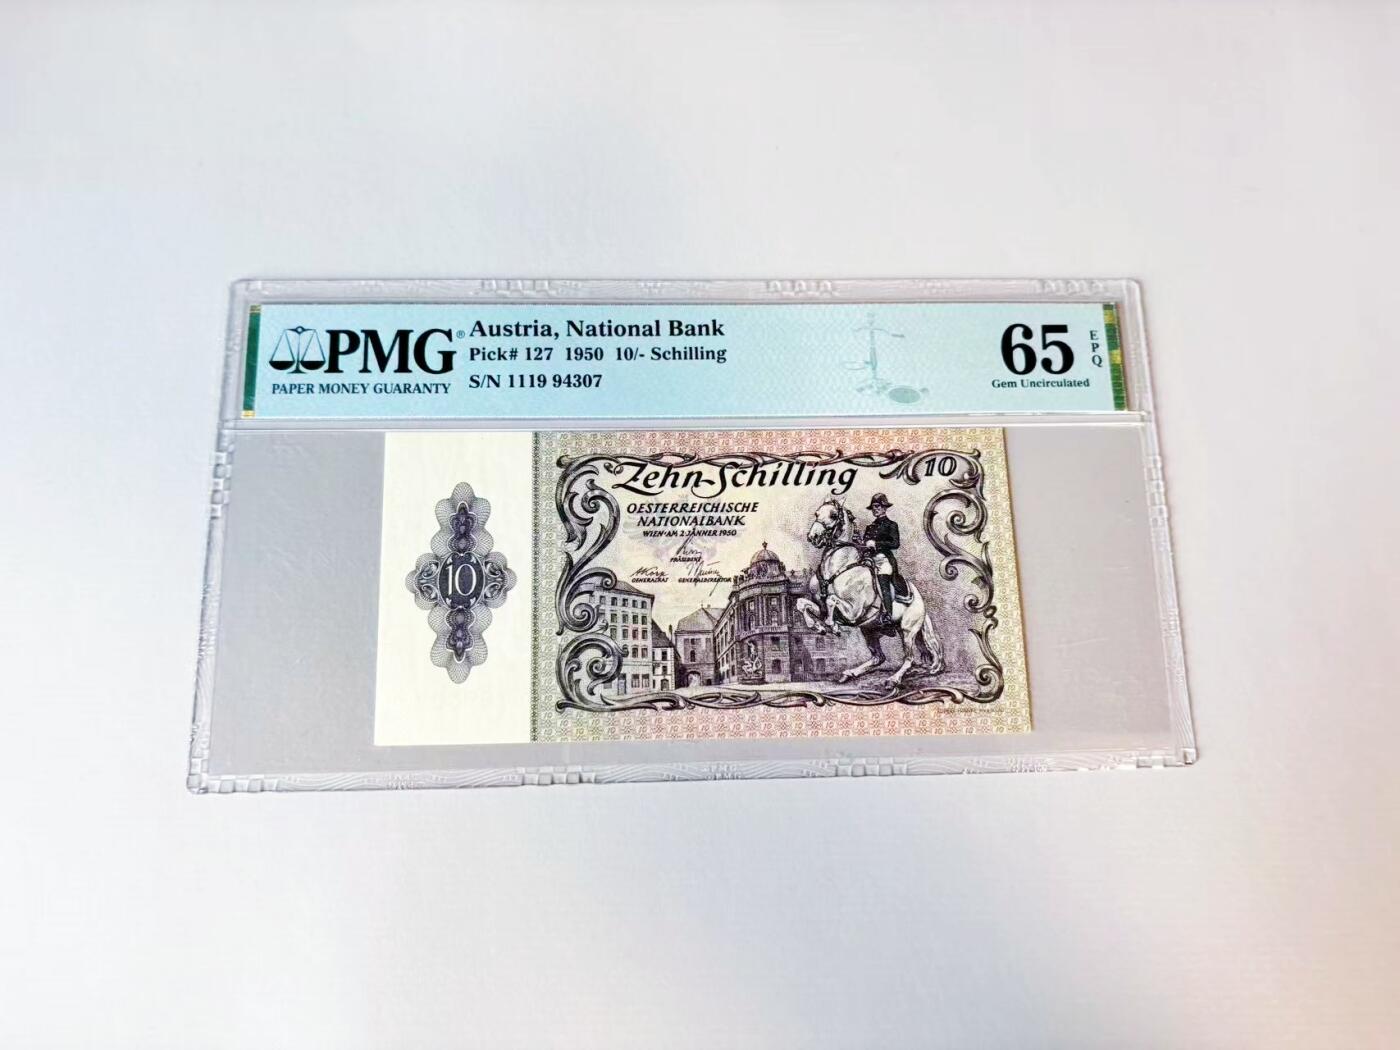 PMG®
PAPER MONEY GUARANTY
Austria, National Bank
Pick# 127 1950 10/- Schilling
S/N 1119 94307
65
EPQ
Gem Uncirculated
Zehn Schilling
10
OESTERREICHISCHE
NATIONALBANK
WIEN·AM 2·JÄNNER 1950
PRÄSIDENT
GENERALRAT GENERALDIREKTOR
10
PMG